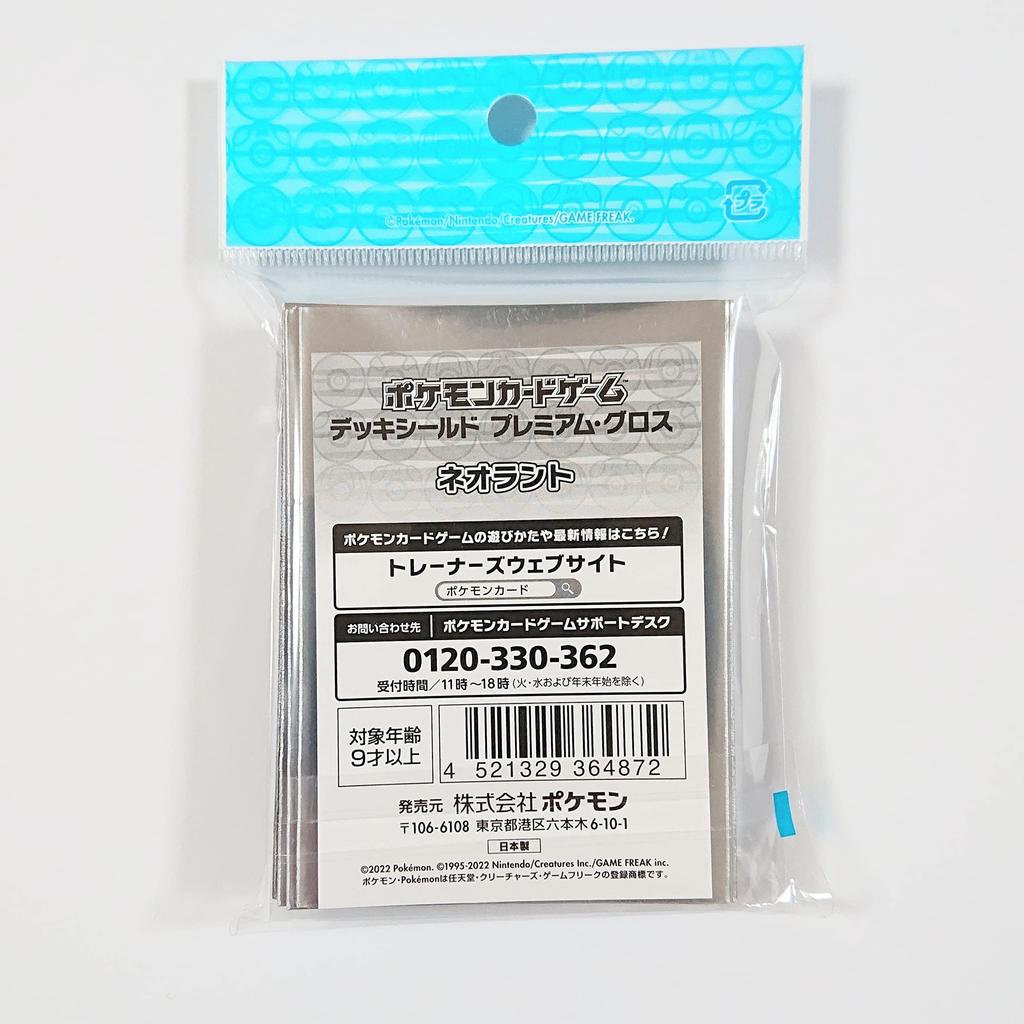 ©Pokémon/Nintendo/Creatures/GAME FREAK.
プラ
ポケモンカードゲーム™
デッキシールド プレミアム・グロス
ネオラント
ポケモンカードゲームの遊びかたや最新情報はこちら!
トレーナーズウェブサイト
ポケモンカード
お問い合わせ先 ポケモンカードゲームサポートデスク
0120-330-362
受付時間/11時~18時(火・水および年末年始を除く)
対象年齢
9才以上
4 521329 364872
発売元 株式会社ポケモン
〒106-6108 東京都港区六本木6-10-1
日本製
©2022 Pokémon. ©1995-2022 Nintendo/Creatures Inc./GAME FREAK inc.
ポケモン・Pokémonは任天堂・クリーチャーズ・ゲームフリークの登録商標です。